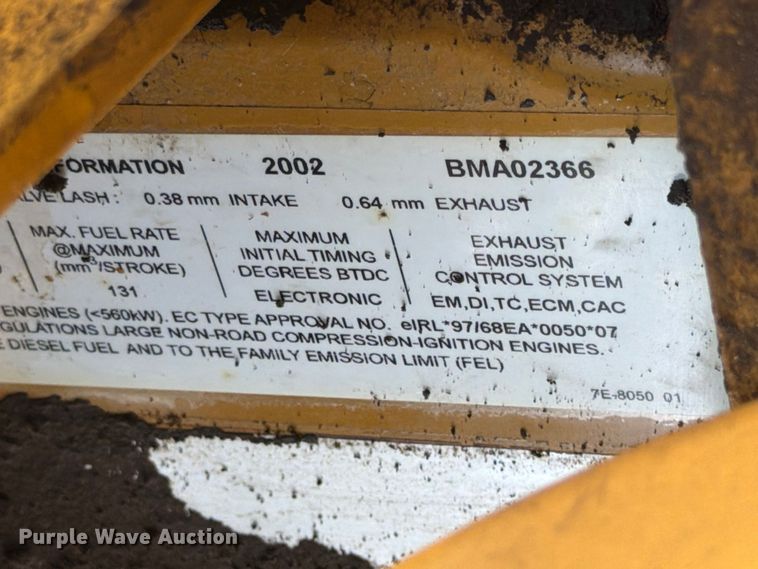 FORMATION 2002 BMA02366
LVE LASH: 0.38 mm INTAKE 0.64 mm EXHAUST
MAX. FUEL RATE
@MAXIMUM
(mm³/STROKE)
131
MAXIMUM
INITIAL TIMING
DEGREES BTDC
ELECTRONIC
EXHAUST
EMISSION
CONTROL SYSTEM
EM,DI,TC,ECM,CAC
ENGINES (<560kW). EC TYPE APPROVAL NO. eIRL*97/68EA*0050*07
GULATIONS LARGE NON-ROAD COMPRESSION-IGNITION ENGINES.
E DIESEL FUEL AND TO THE FAMILY EMISSION LIMIT (FEL)
7E-8050 01
Purple Wave Auction